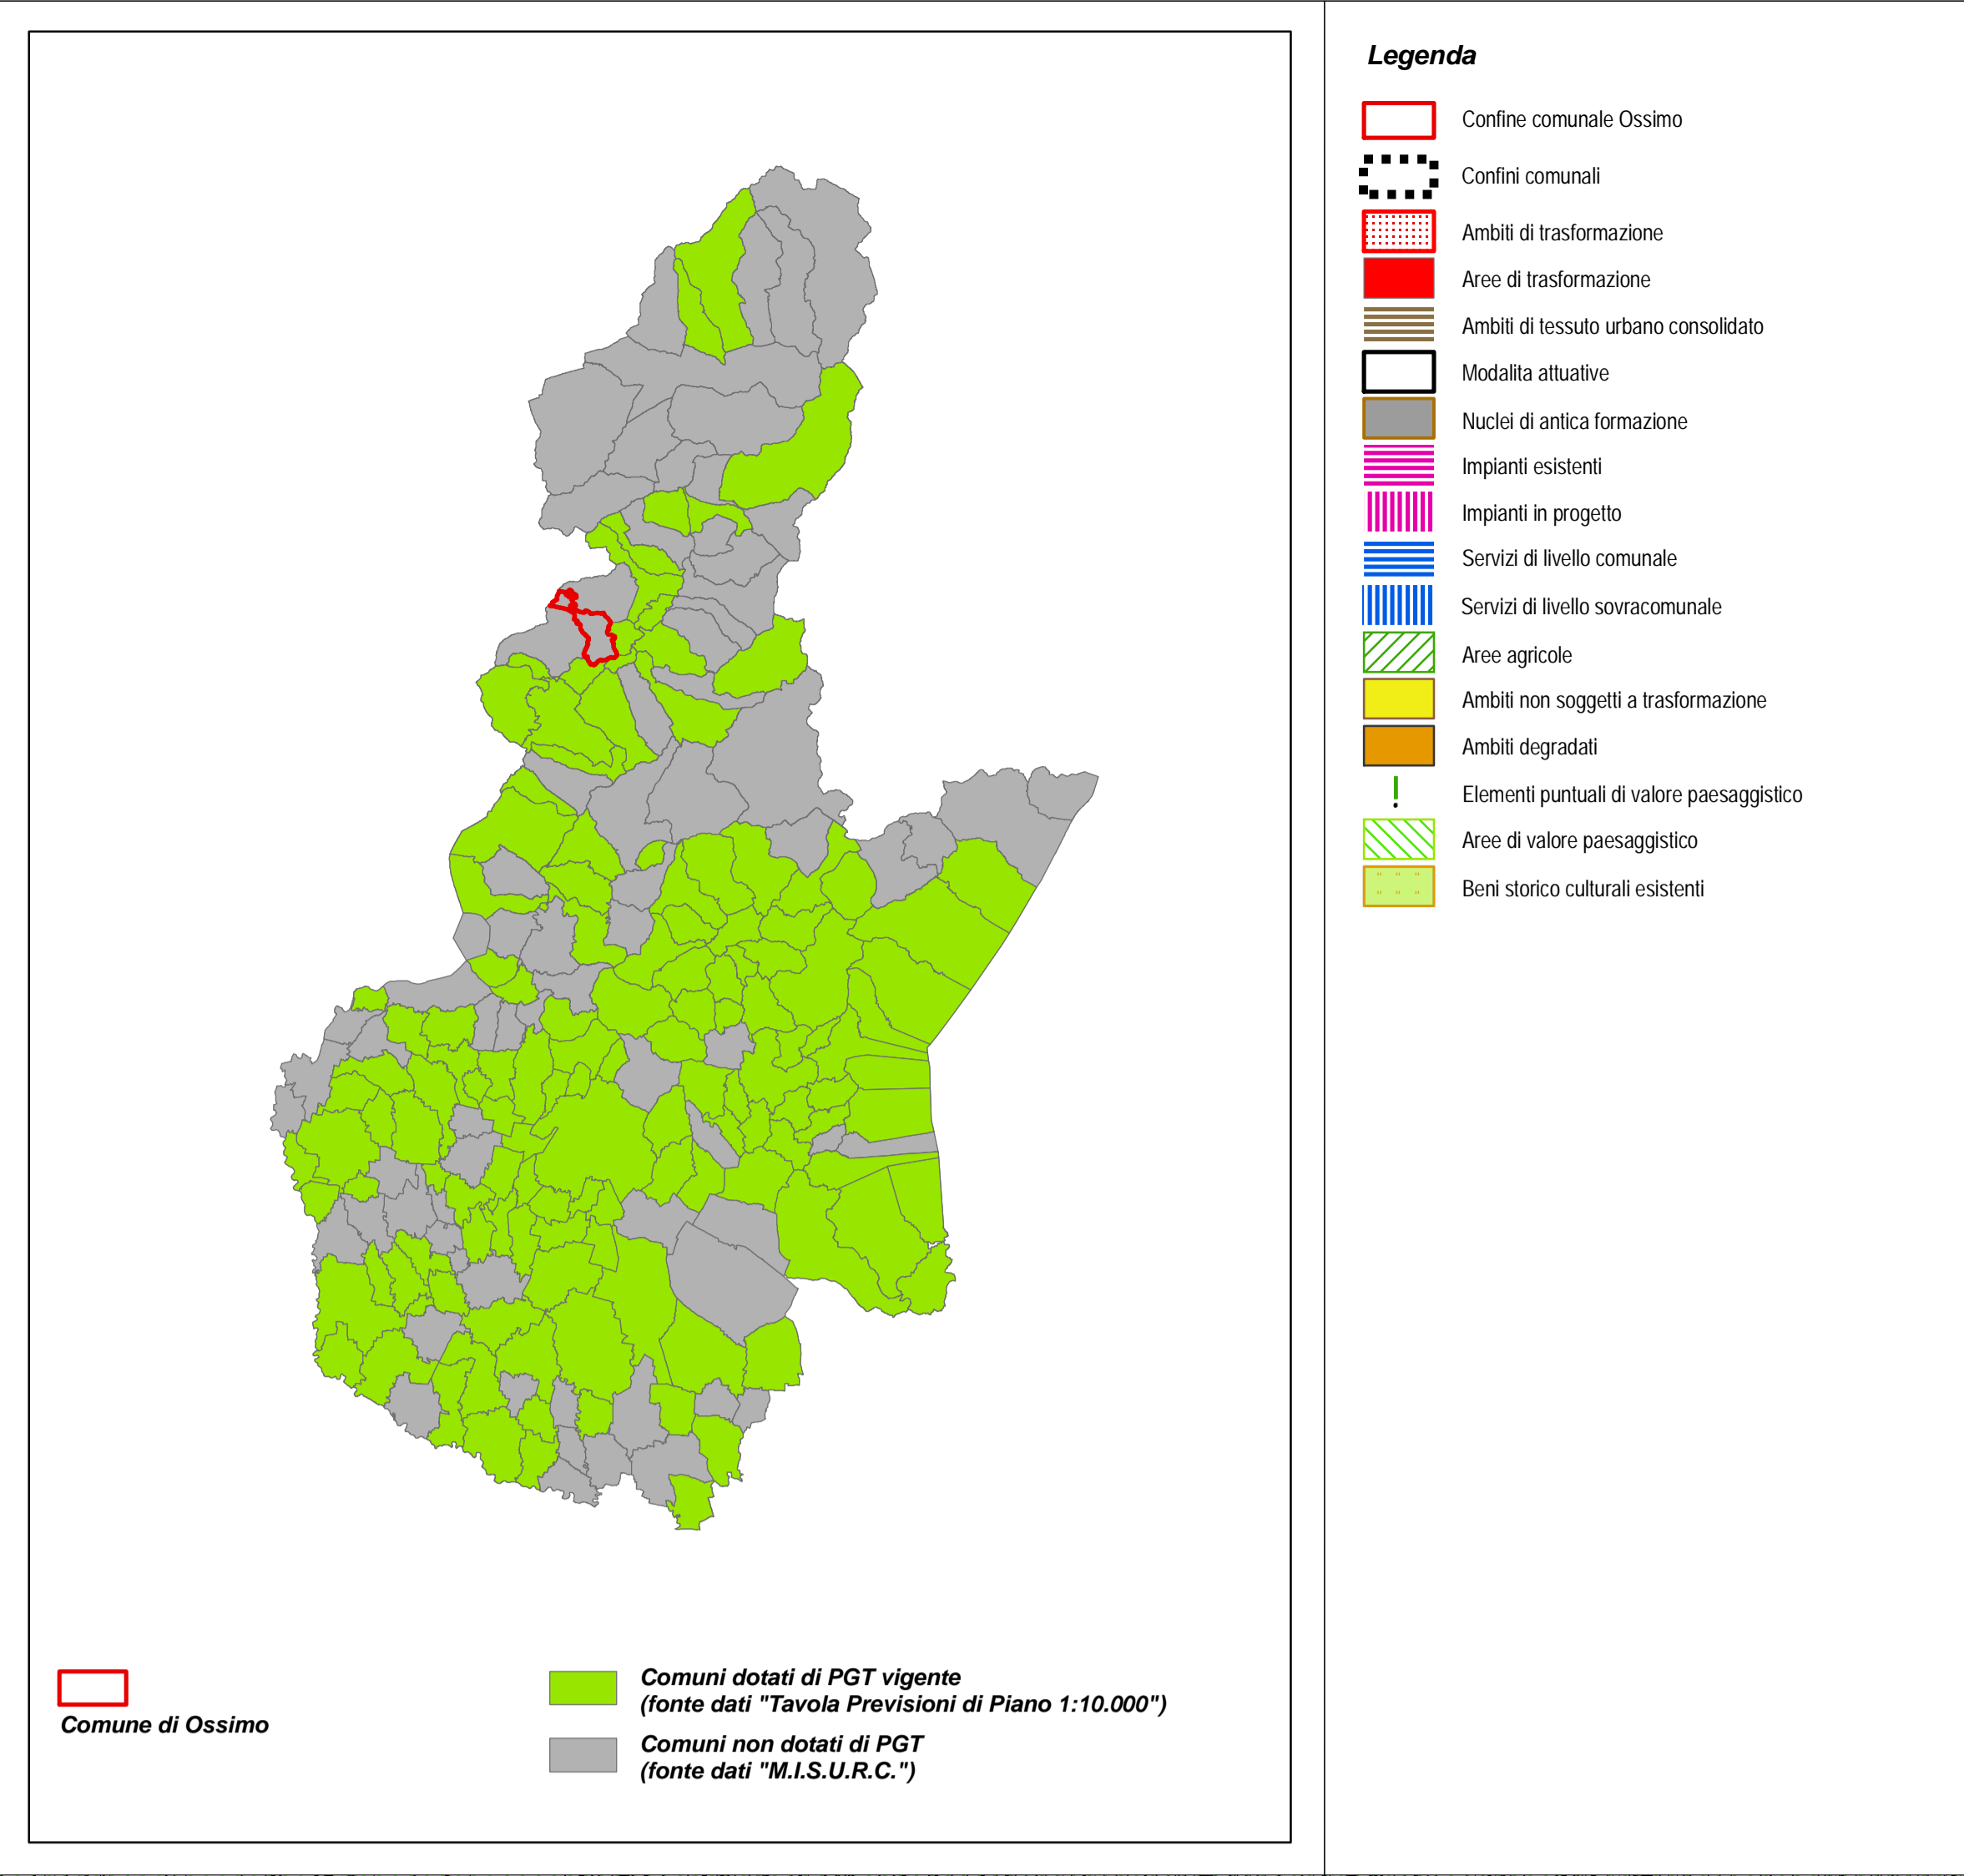 Legenda
Confine comunale Ossimo
Confini comunali
Ambiti di trasformazione
Aree di trasformazione
Ambiti di tessuto urbano consolidato
Modalita attuative
Nuclei di antica formazione
Impianti esistenti
Impianti in progetto
Servizi di livello comunale
Servizi di livello sovracomunale
Aree agricole
Ambiti non soggetti a trasformazione
Ambiti degradati
Elementi puntuali di valore paesaggistico
Aree di valore paesaggistico
Beni storico culturali esistenti
Comune di Ossimo
Comuni dotati di PGT vigente
(fonte dati "Tavola Previsioni di Piano 1:10.000")
Comuni non dotati di PGT
(fonte dati "M.I.S.U.R.C.")